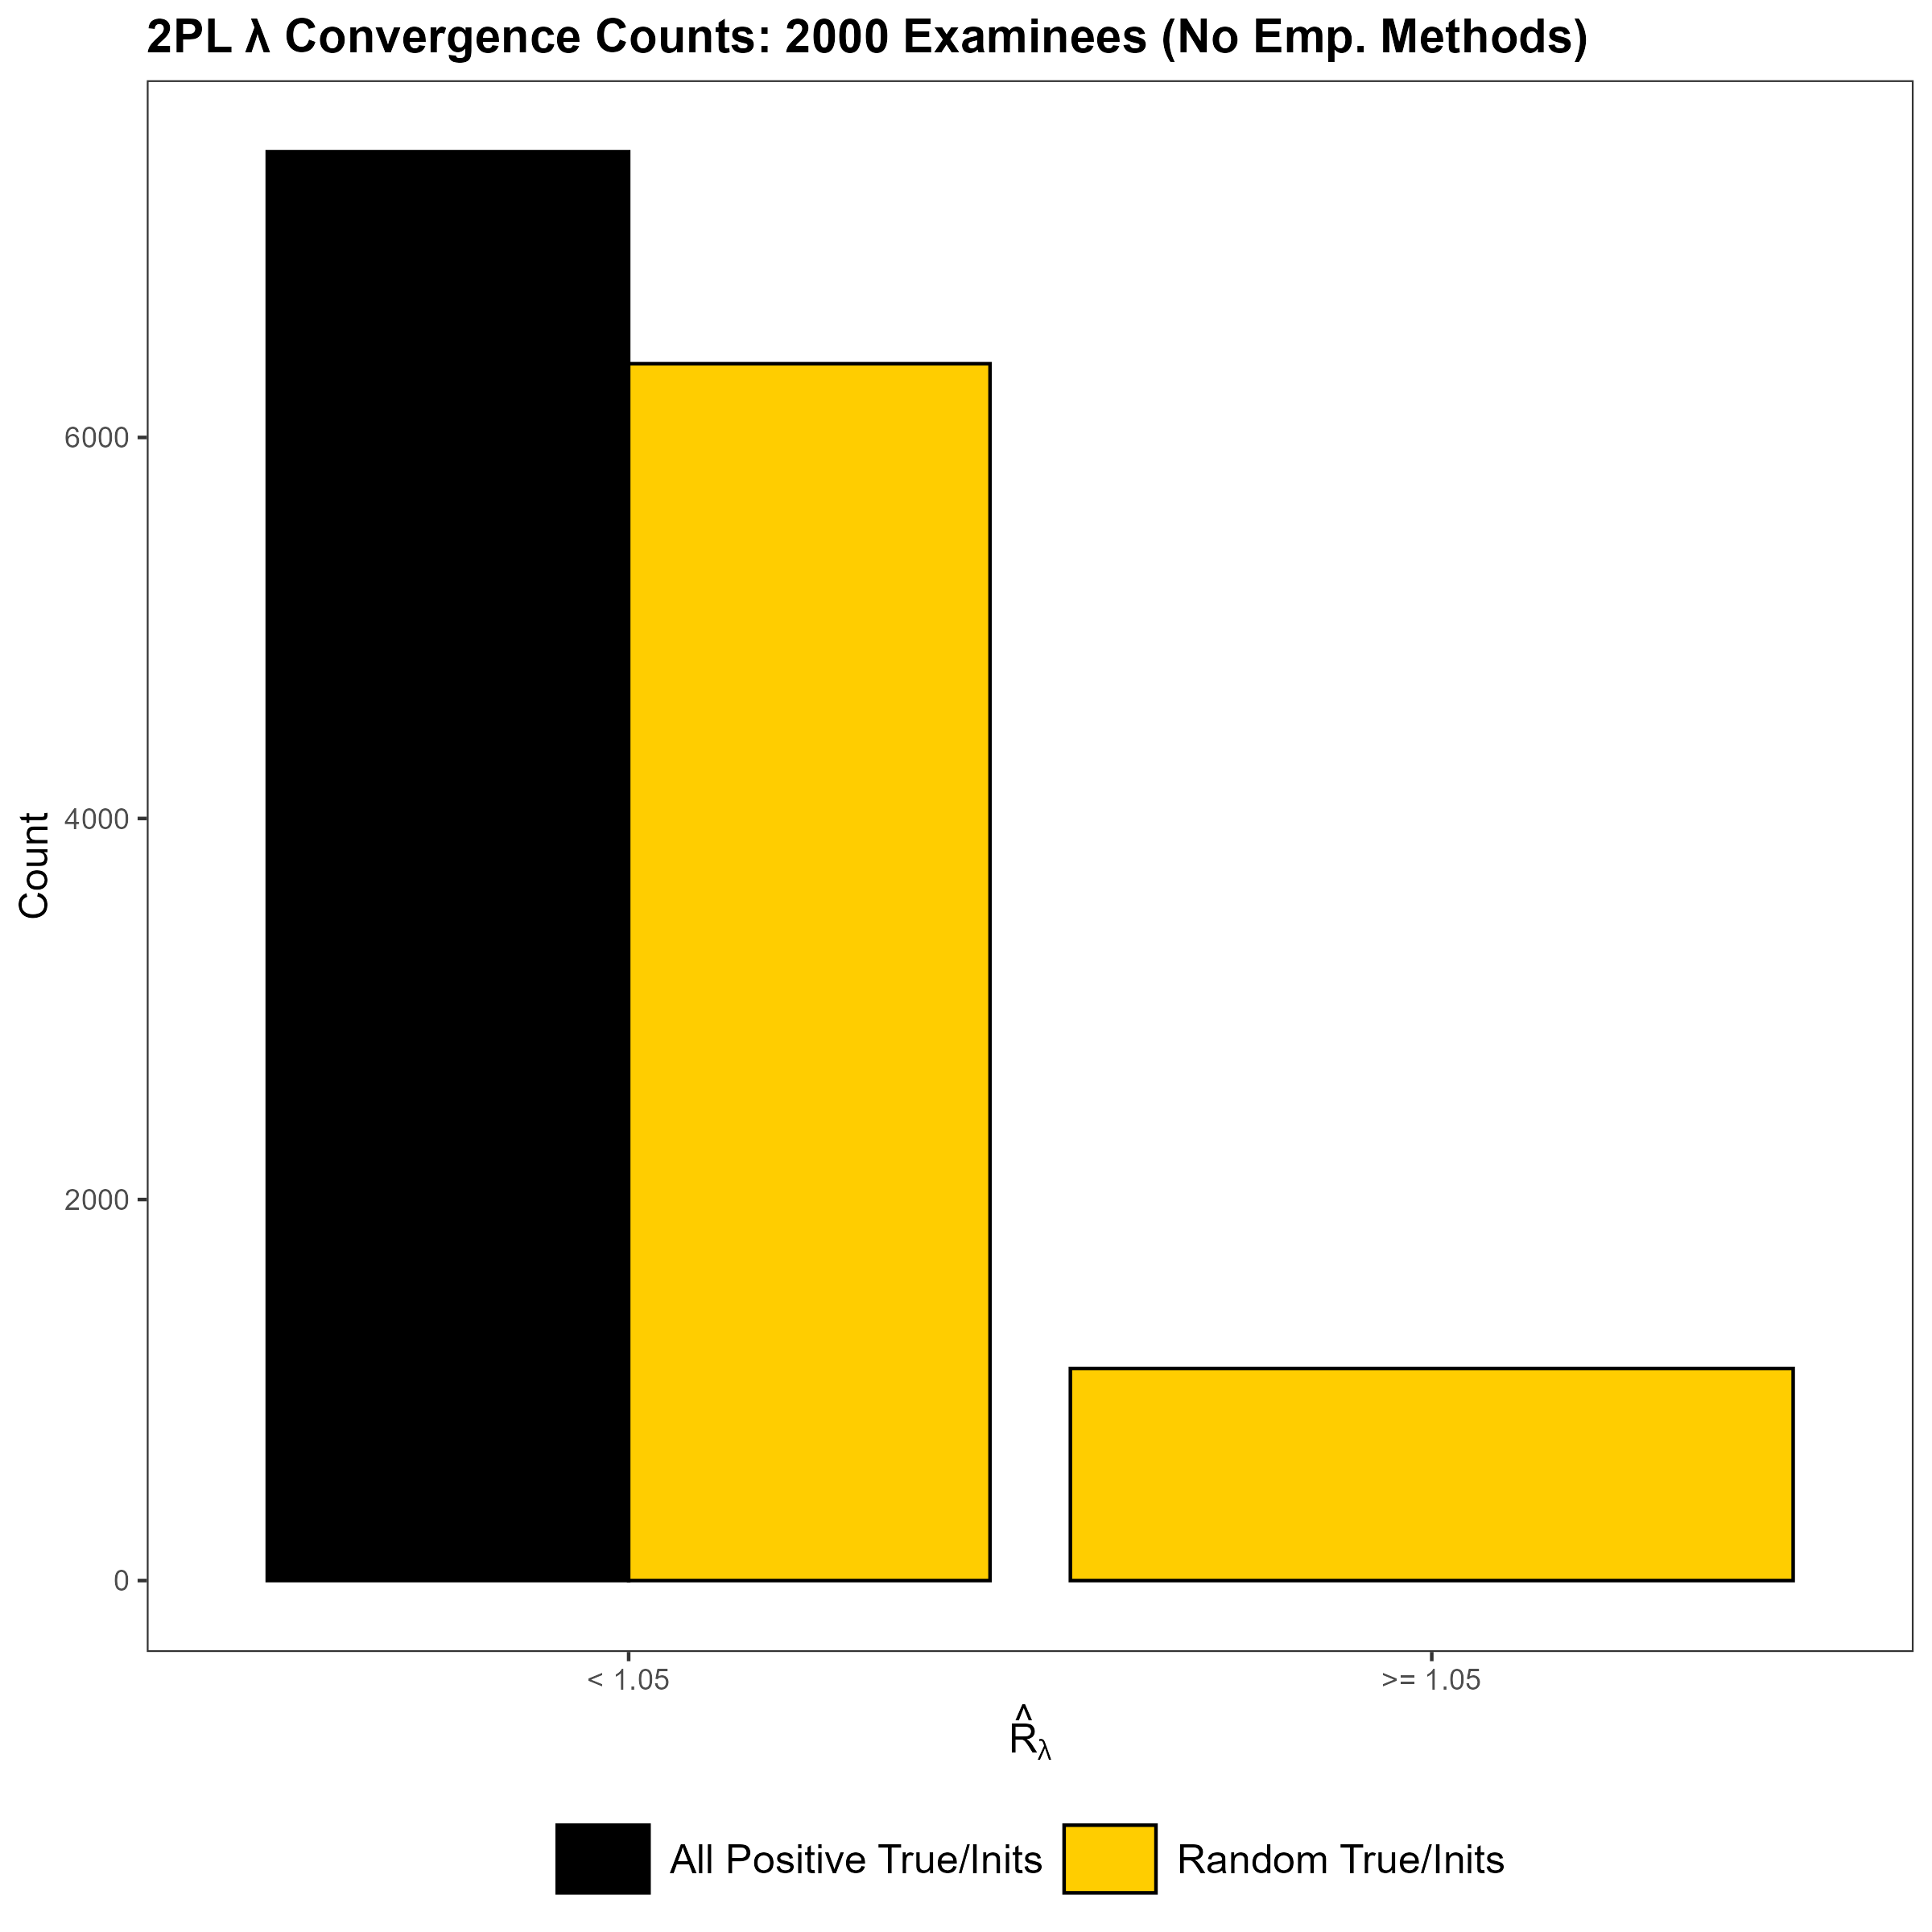 2PL λ Convergence Counts: 2000 Examinees (No Emp. Methods)
6000
4000
2000
0
Count
< 1.05
>= 1.05
R̂λ
All Positive True/Inits
Random True/Inits